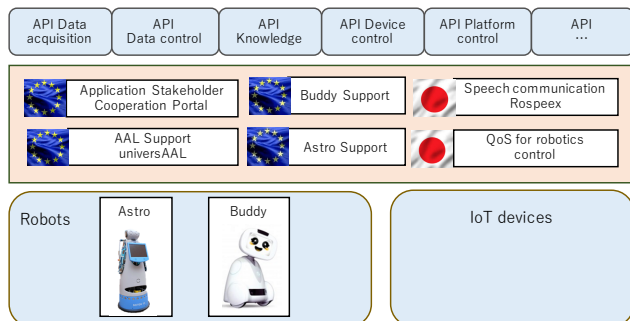 API Data
acquisition
API
Data control
API
Knowledge
API Device
control
API Platform
control
API
…
Application Stakeholder
Cooperation Portal
Buddy Support
Speech communication
Rospeex
AAL Support
universAAL
Astro Support
QoS for robotics
control
Robots
Astro
Buddy
IoT devices